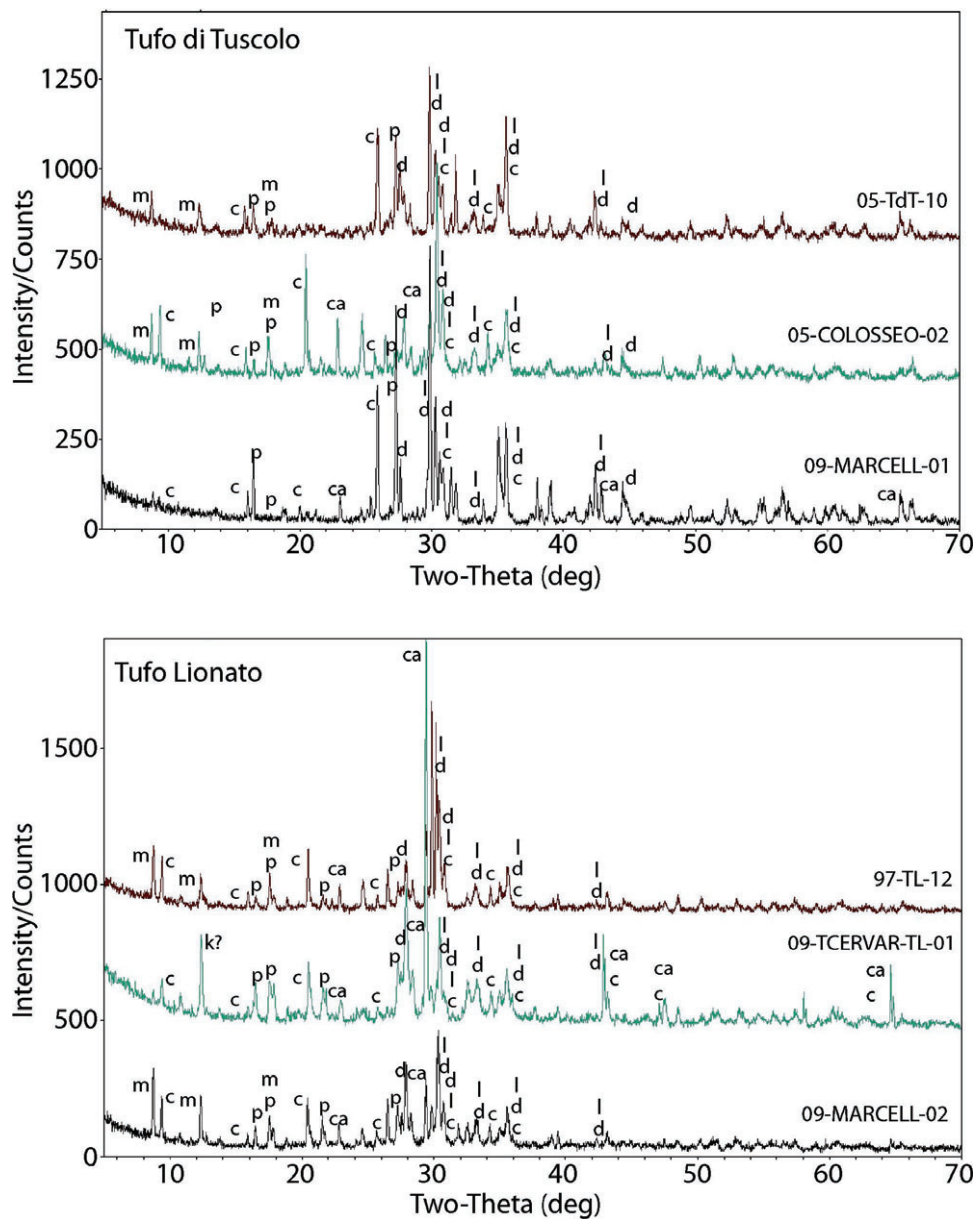 Tufo di Tuscolo
Intensity/Counts
1250
1000
750
500
250
0
m m c p m p c p d l d l d l c l d c l d c l d d
05-TdT-10
m c m p c p m p c ca c p d ca l d l d l c l d c l d c l d d
05-COLOSSEO-02
c c p p c ca c p d l d d l c l d l d c l d ca d ca
09-MARCELL-01
10 20 30 40 50 60 70
Two-Theta (deg)
Tufo Lionato
Intensity/Counts
1500
1000
500
0
m c m c p m p c p ca c p d ca l d l d l c l d c l d c l d
97-TL-12
c k? c p m p c p ca c p d ca l d l c l d c l d c l d ca c ca c ca c
09-TCERVAR-TL-01
m c m c p m p c p ca c p d ca l d l d l c l d c l d c l d
09-MARCELL-02
10 20 30 40 50 60 70
Two-Theta (deg)